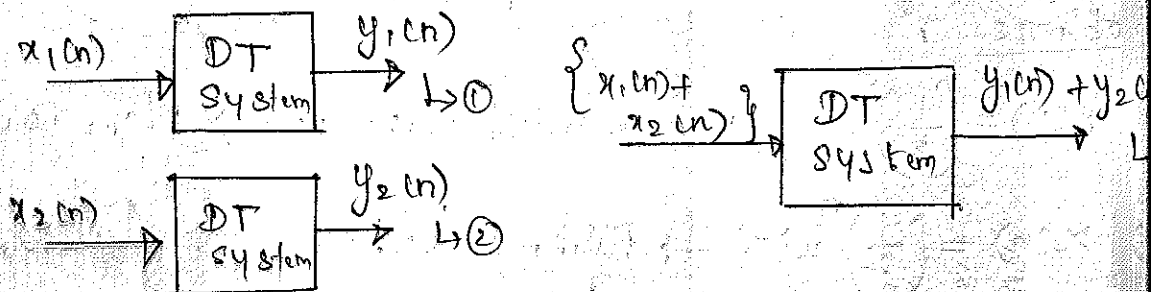 x₁(n)
DT
System
y₁(n)
↳①
x₂(n)
DT
System
y₂(n)
↳②
{x₁(n)+
x₂(n)}
DT
System
y₁(n) + y₂(